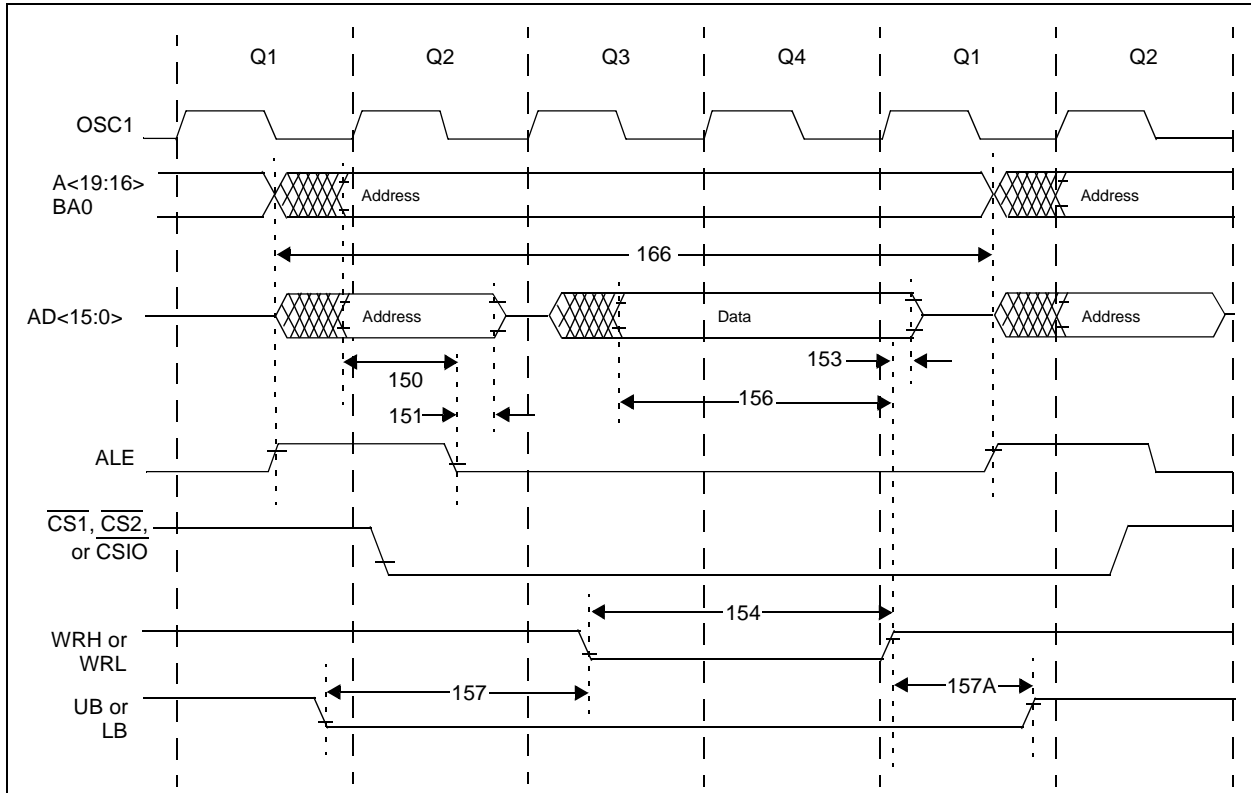 Q1 Q2 Q3 Q4 Q1 Q2
OSC1
A<19:16>
BA0
Address
Address
166
AD<15:0>
Address
Data
Address
150
153
151
156
ALE
CS1, CS2,
or CSIO
154
WRH or
WRL
157
157A
UB or
LB